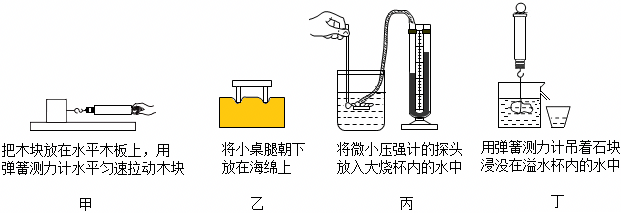 把木块放在水平木板上，用
弹簧测力计水平匀速拉动木块
甲
将小桌腿朝下
放在海绵上
乙
将微小压强计的探头
放入大烧杯内的水中
丙
用弹簧测力计吊着石块
浸没在溢水杯内的水中
丁